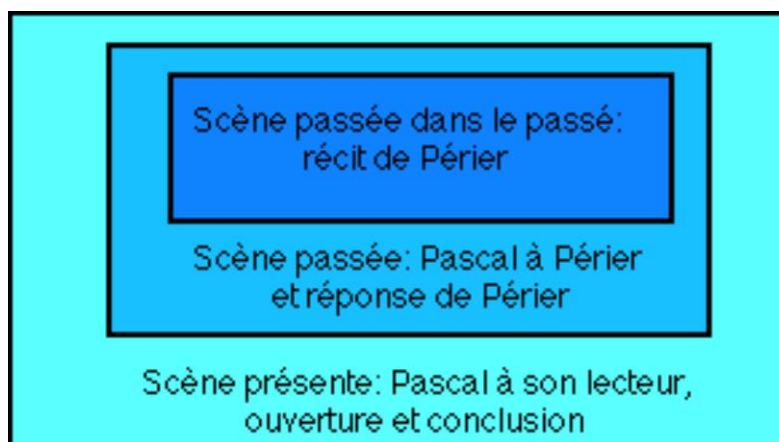 Scène passée dans le passé:
récit de Périer
Scène passée: Pascal à Périer
et réponse de Périer
Scène présente: Pascal à son lecteur,
ouverture et conclusion